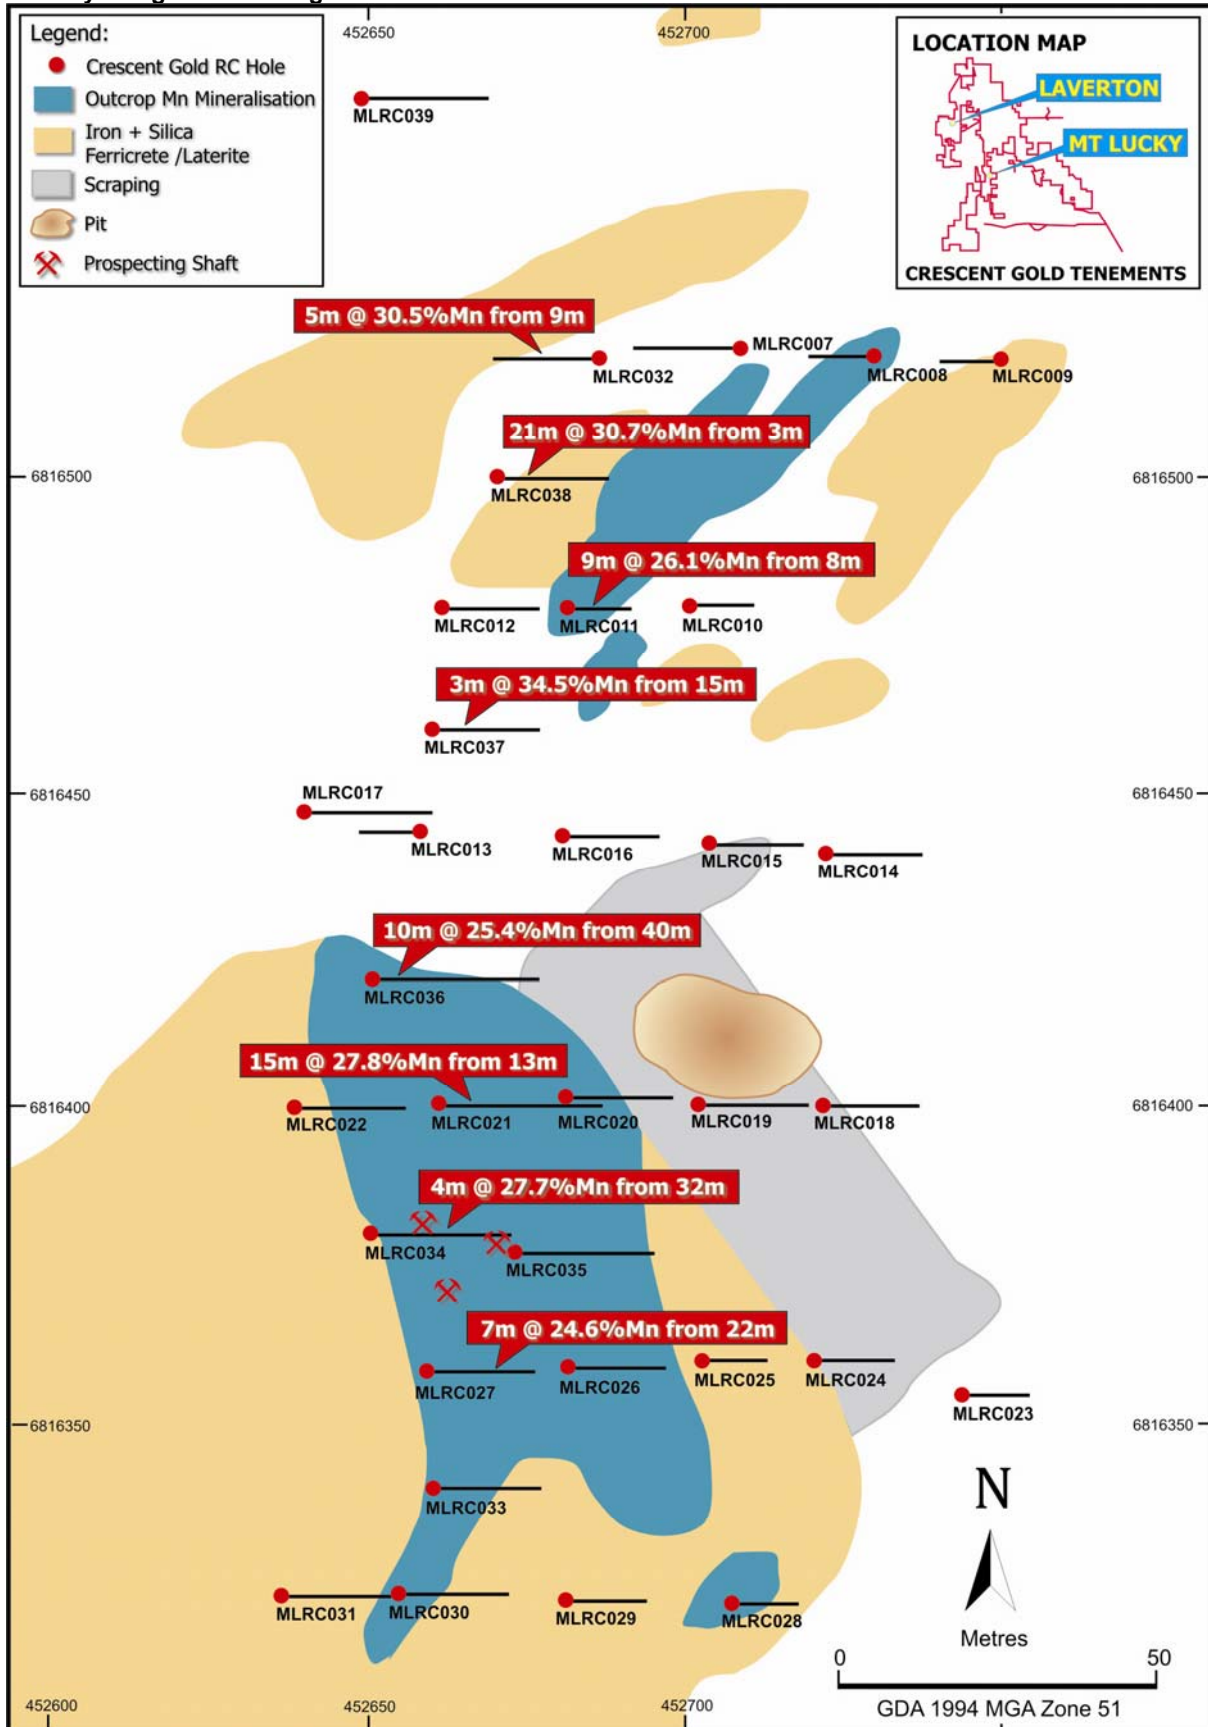 452650
452700
Legend:
Crescent Gold RC Hole
Outcrop Mn Mineralisation
Iron + Silica
Ferricrete /Laterite
Scraping
Pit
Prospecting Shaft
LOCATION MAP
LAVERTON
MT LUCKY
CRESCENT GOLD TENEMENTS
MLRC039
5m @ 30.5%Mn from 9m
MLRC007
MLRC032
MLRC008
MLRC009
21m @ 30.7%Mn from 3m
6816500
6816500
MLRC038
9m @ 26.1%Mn from 8m
MLRC012
MLRC011
MLRC010
3m @ 34.5%Mn from 15m
MLRC037
6816450
6816450
MLRC017
MLRC013
MLRC016
MLRC015
MLRC014
10m @ 25.4%Mn from 40m
MLRC036
15m @ 27.8%Mn from 13m
6816400
6816400
MLRC022
MLRC021
MLRC020
MLRC019
MLRC018
4m @ 27.7%Mn from 32m
MLRC034
MLRC035
7m @ 24.6%Mn from 22m
MLRC027
MLRC026
MLRC025
MLRC024
MLRC023
6816350
6816350
MLRC033
N
MLRC031
MLRC030
MLRC029
MLRC028
Metres
0
50
GDA 1994 MGA Zone 51
452600
452650
452700